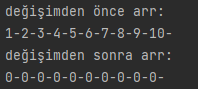 değişimden önce arr:
1-2-3-4-5-6-7-8-9-10-
değişimden sonra arr:
0-0-0-0-0-0-0-0-0-0-